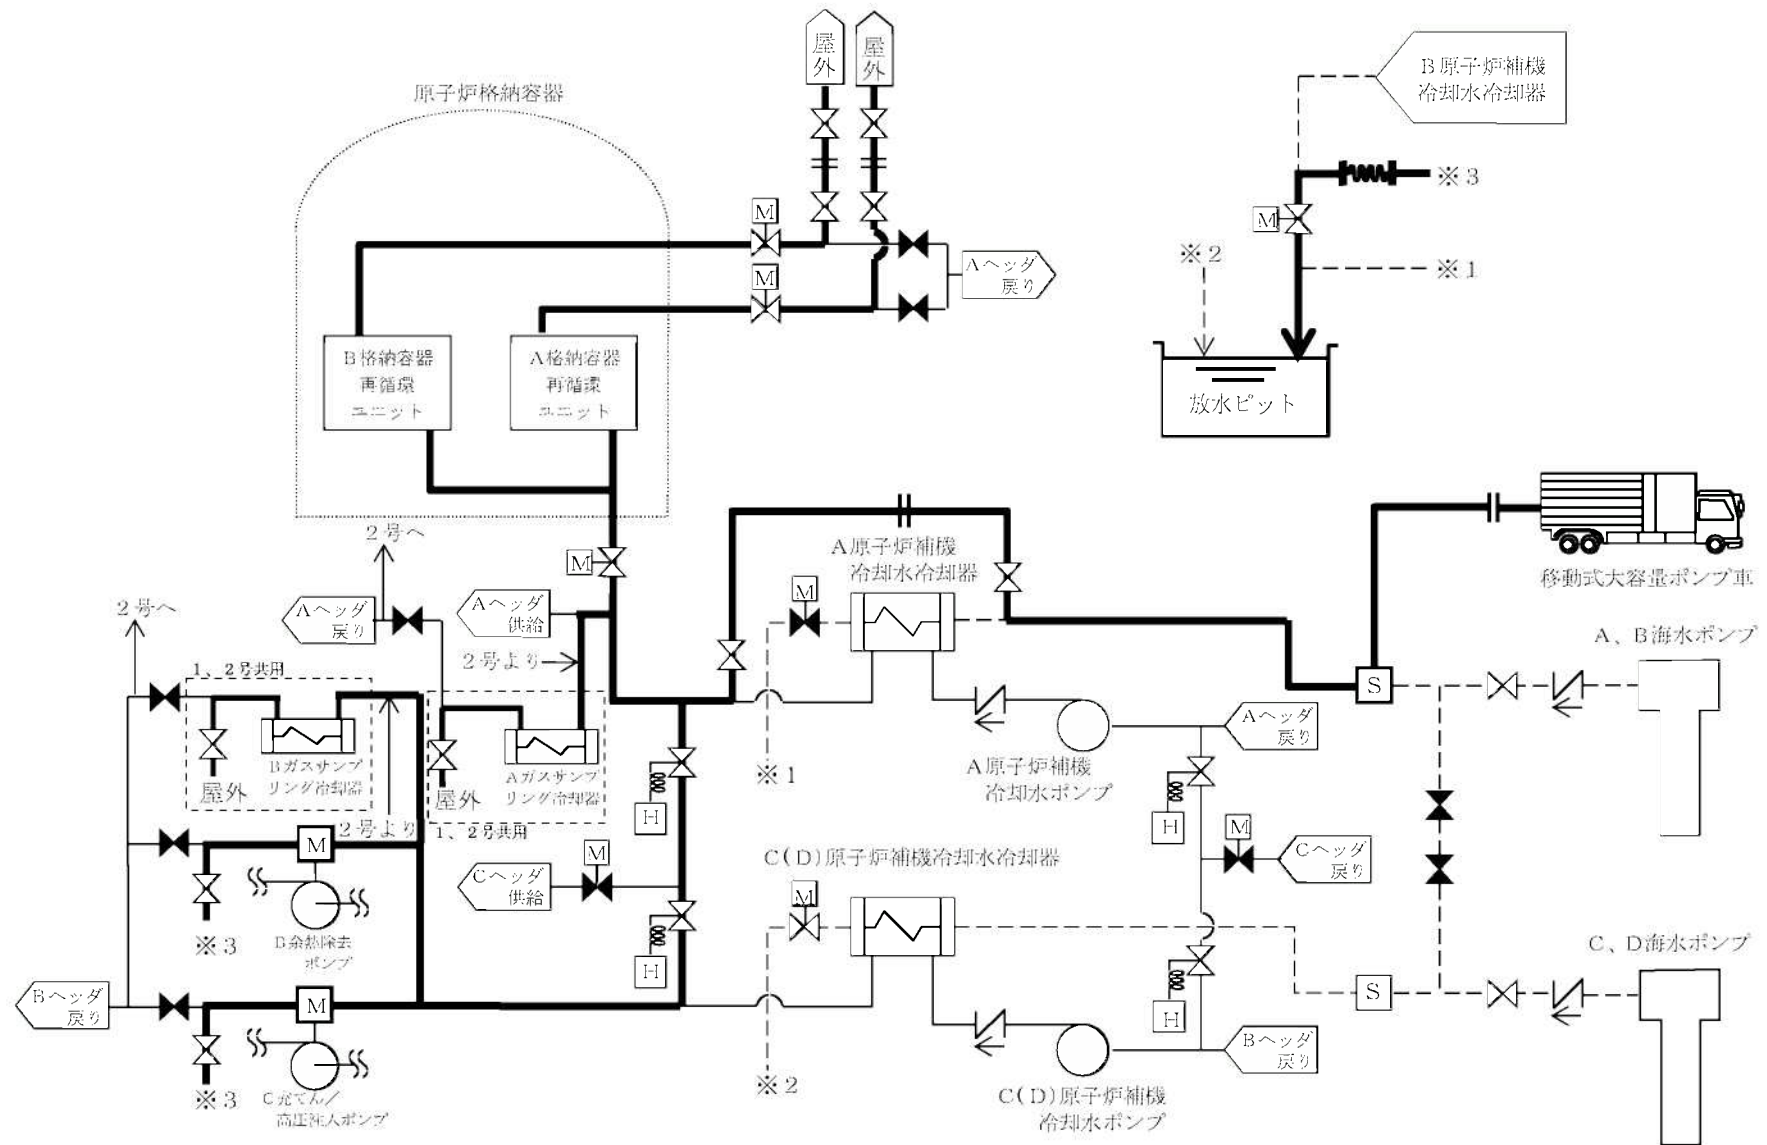 屋外
屋外
B原子炉補機
冷却水冷却器
原子炉格納容器
※3
M
M
※2
Aヘッダ
戻り
※1
M
B格納容器
再循環
ユニット
A格納容器
再循環
ユニット
放水ピット
2号へ
A原子炉補機
冷却水冷却器
M
移動式大容量ポンプ車
2号へ
Aヘッダ
戻り
Aヘッダ
供給
M
A、B海水ポンプ
2号より
1、2号共用
S
Bガスサンプ
リング冷却器
屋外
Aガスサンプ
リング冷却器
屋外
Aヘッダ
戻り
※1
A原子炉補機
冷却水ポンプ
H
2号より
1、2号共用
H
M
M
C(D)原子炉補機冷却水冷却器
M
Cヘッダ
戻り
Cヘッダ
供給
M
※3
B余熱除去
ポンプ
H
C、D海水ポンプ
Bヘッダ
戻り
M
S
H
Bヘッダ
戻り
※3
C充てん/
高圧注入ポンプ
※2
C(D)原子炉補機
冷却水ポンプ